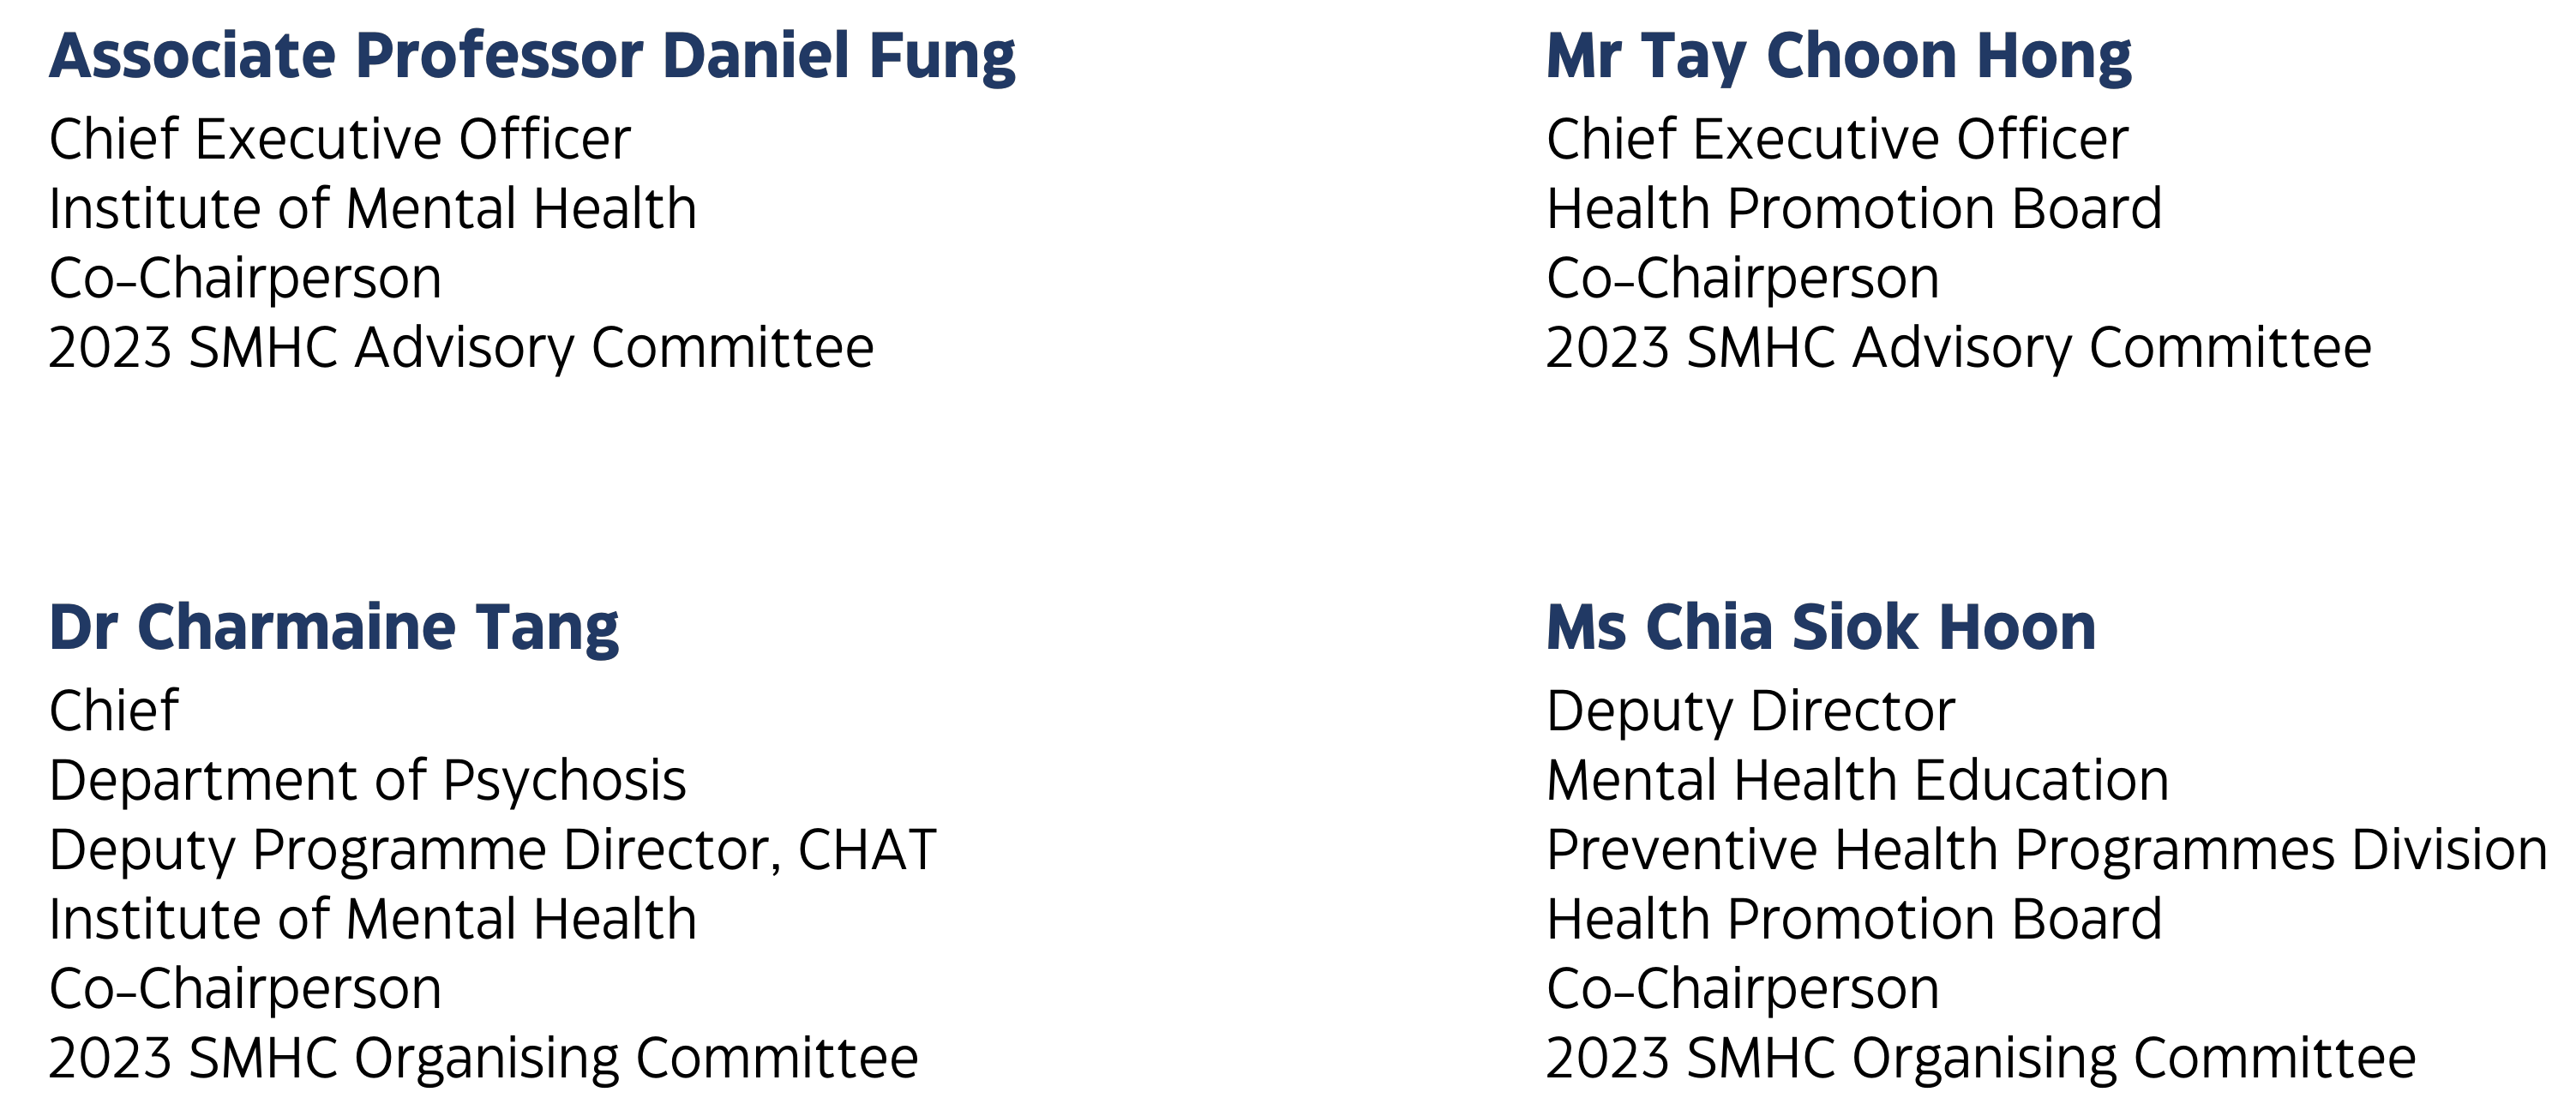 Associate Professor Daniel Fung
Chief Executive Officer
Institute of Mental Health
Co-Chairperson
2023 SMHC Advisory Committee
Mr Tay Choon Hong
Chief Executive Officer
Health Promotion Board
Co-Chairperson
2023 SMHC Advisory Committee
Dr Charmaine Tang
Chief
Department of Psychosis
Deputy Programme Director, CHAT
Institute of Mental Health
Co-Chairperson
2023 SMHC Organising Committee
Ms Chia Siok Hoon
Deputy Director
Mental Health Education
Preventive Health Programmes Division
Health Promotion Board
Co-Chairperson
2023 SMHC Organising Committee